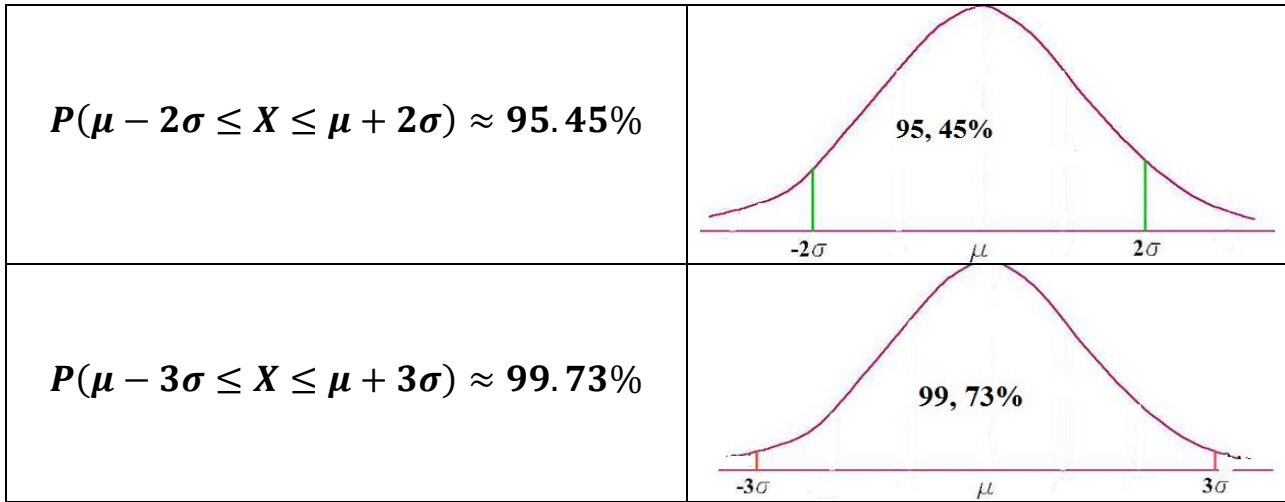 P(μ − 2σ ≤ X ≤ μ + 2σ) ≈ 95.45%
95, 45%
-2σ μ 2σ
P(μ − 3σ ≤ X ≤ μ + 3σ) ≈ 99.73%
99, 73%
-3σ μ 3σ